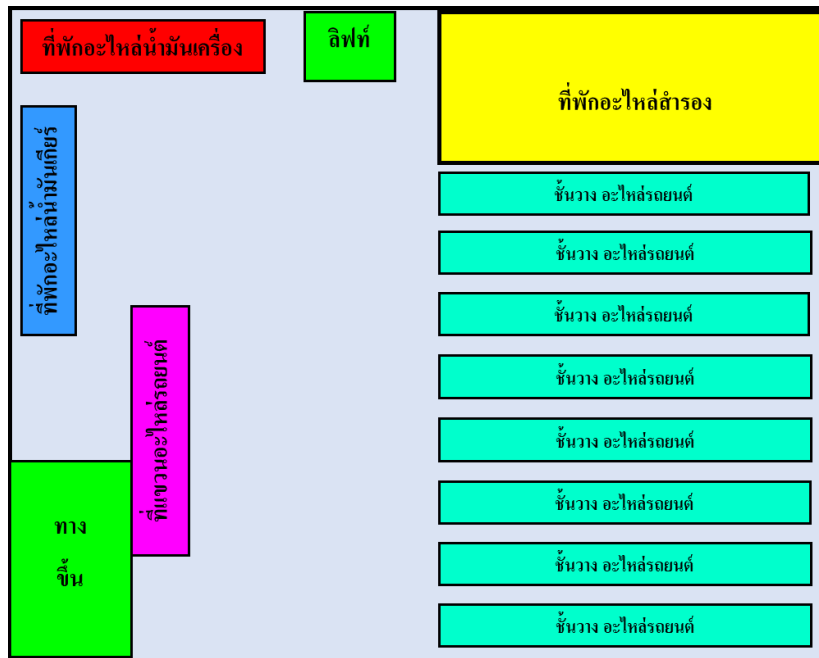 ที่พักอะไหล่น้ำมันเครื่อง
ลิฟท์
ที่พักอะไหล่สำรอง
ที่พักอะไหล่น้ำมันเกียร์
ชั้นวาง อะไหล่รถยนต์
ชั้นวาง อะไหล่รถยนต์
ชั้นวาง อะไหล่รถยนต์
ที่แขวนอะไหล่รถยนต์
ชั้นวาง อะไหล่รถยนต์
ชั้นวาง อะไหล่รถยนต์
ชั้นวาง อะไหล่รถยนต์
ชั้นวาง อะไหล่รถยนต์
ชั้นวาง อะไหล่รถยนต์
ทาง
ขึ้น